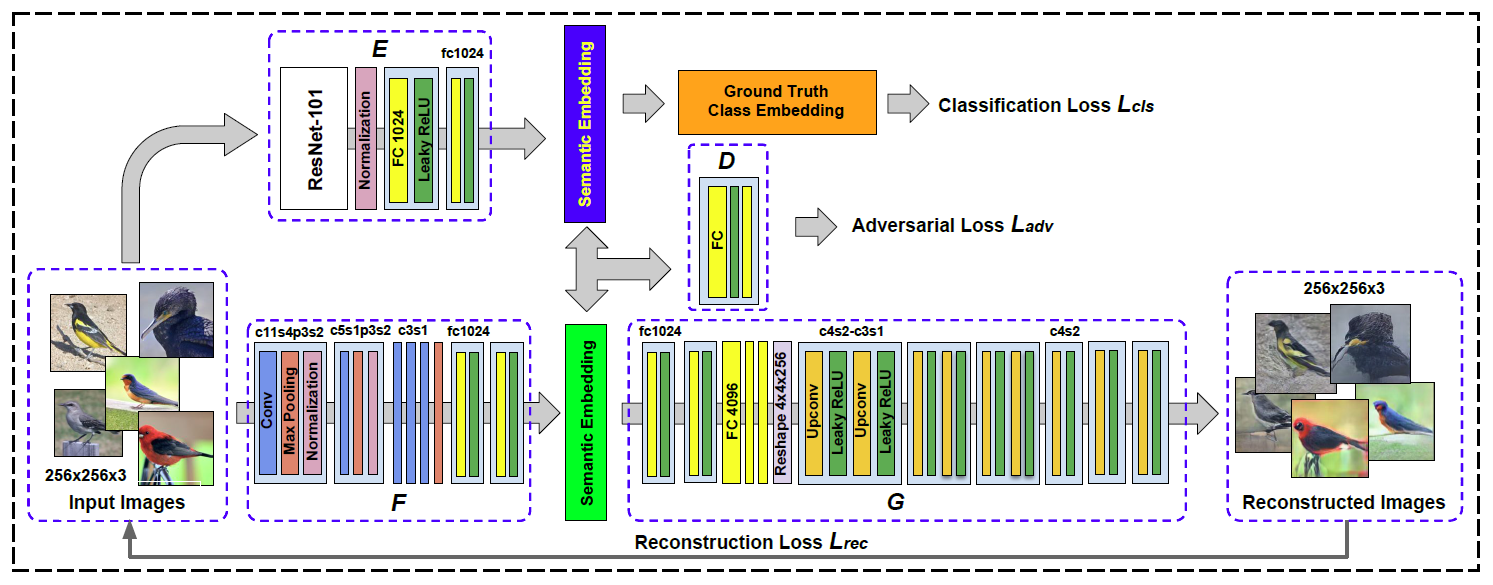 E
fc1024
ResNet-101
Normalization
FC 1024
Leaky ReLU
Semantic Embedding
Ground Truth
Class Embedding
Classification Loss Lcls
D
FC
Adversarial Loss Ladv
256x256x3
Input Images
c11s4p3s2
c5s1p3s2
c3s1
fc1024
Conv
Max Pooling
Normalization
F
Semantic Embedding
fc1024
c4s2-c3s1
c4s2
FC 4096
Reshape 4x4x256
Upconv
Leaky ReLU
Upconv
Leaky ReLU
G
256x256x3
Reconstructed Images
Reconstruction Loss Lrec